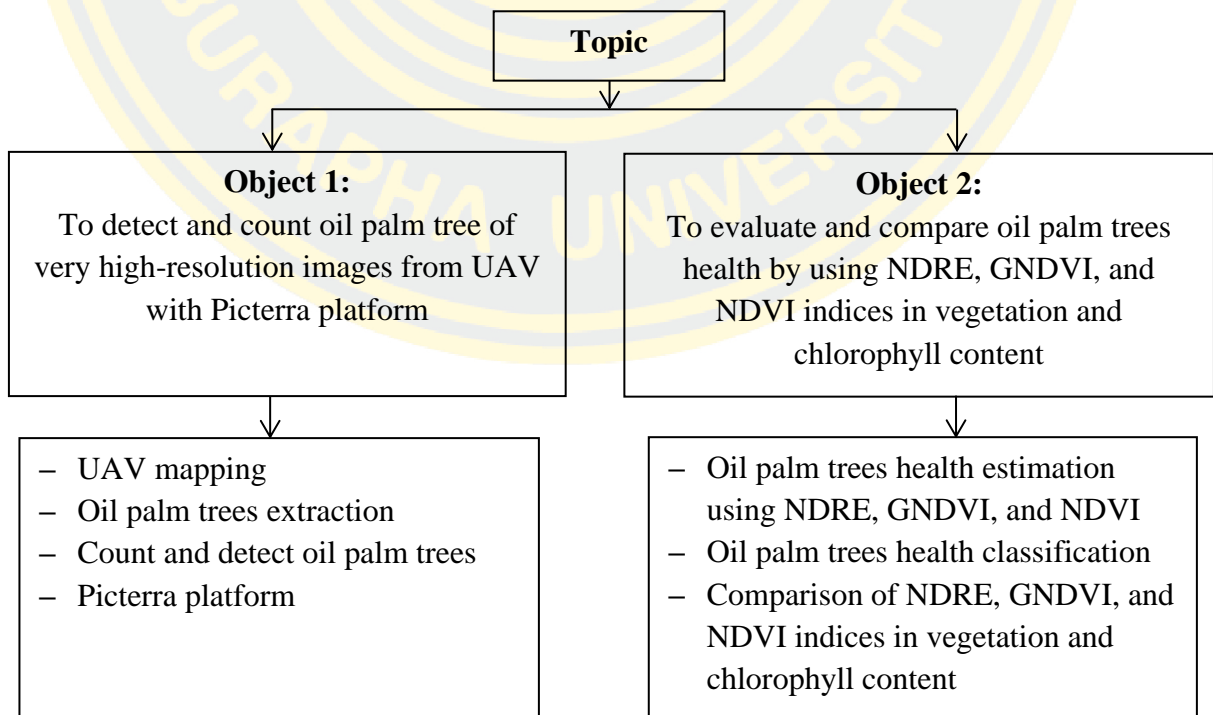 Topic
Object 1:
To detect and count oil palm tree of
very high-resolution images from UAV
with Picterra platform
Object 2:
To evaluate and compare oil palm trees
health by using NDRE, GNDVI, and
NDVI indices in vegetation and
chlorophyll content
– UAV mapping
– Oil palm trees extraction
– Count and detect oil palm trees
– Picterra platform
– Oil palm trees health estimation
using NDRE, GNDVI, and NDVI
– Oil palm trees health classification
– Comparison of NDRE, GNDVI, and
NDVI indices in vegetation and
chlorophyll content
BURAPHA UNIVERSIT